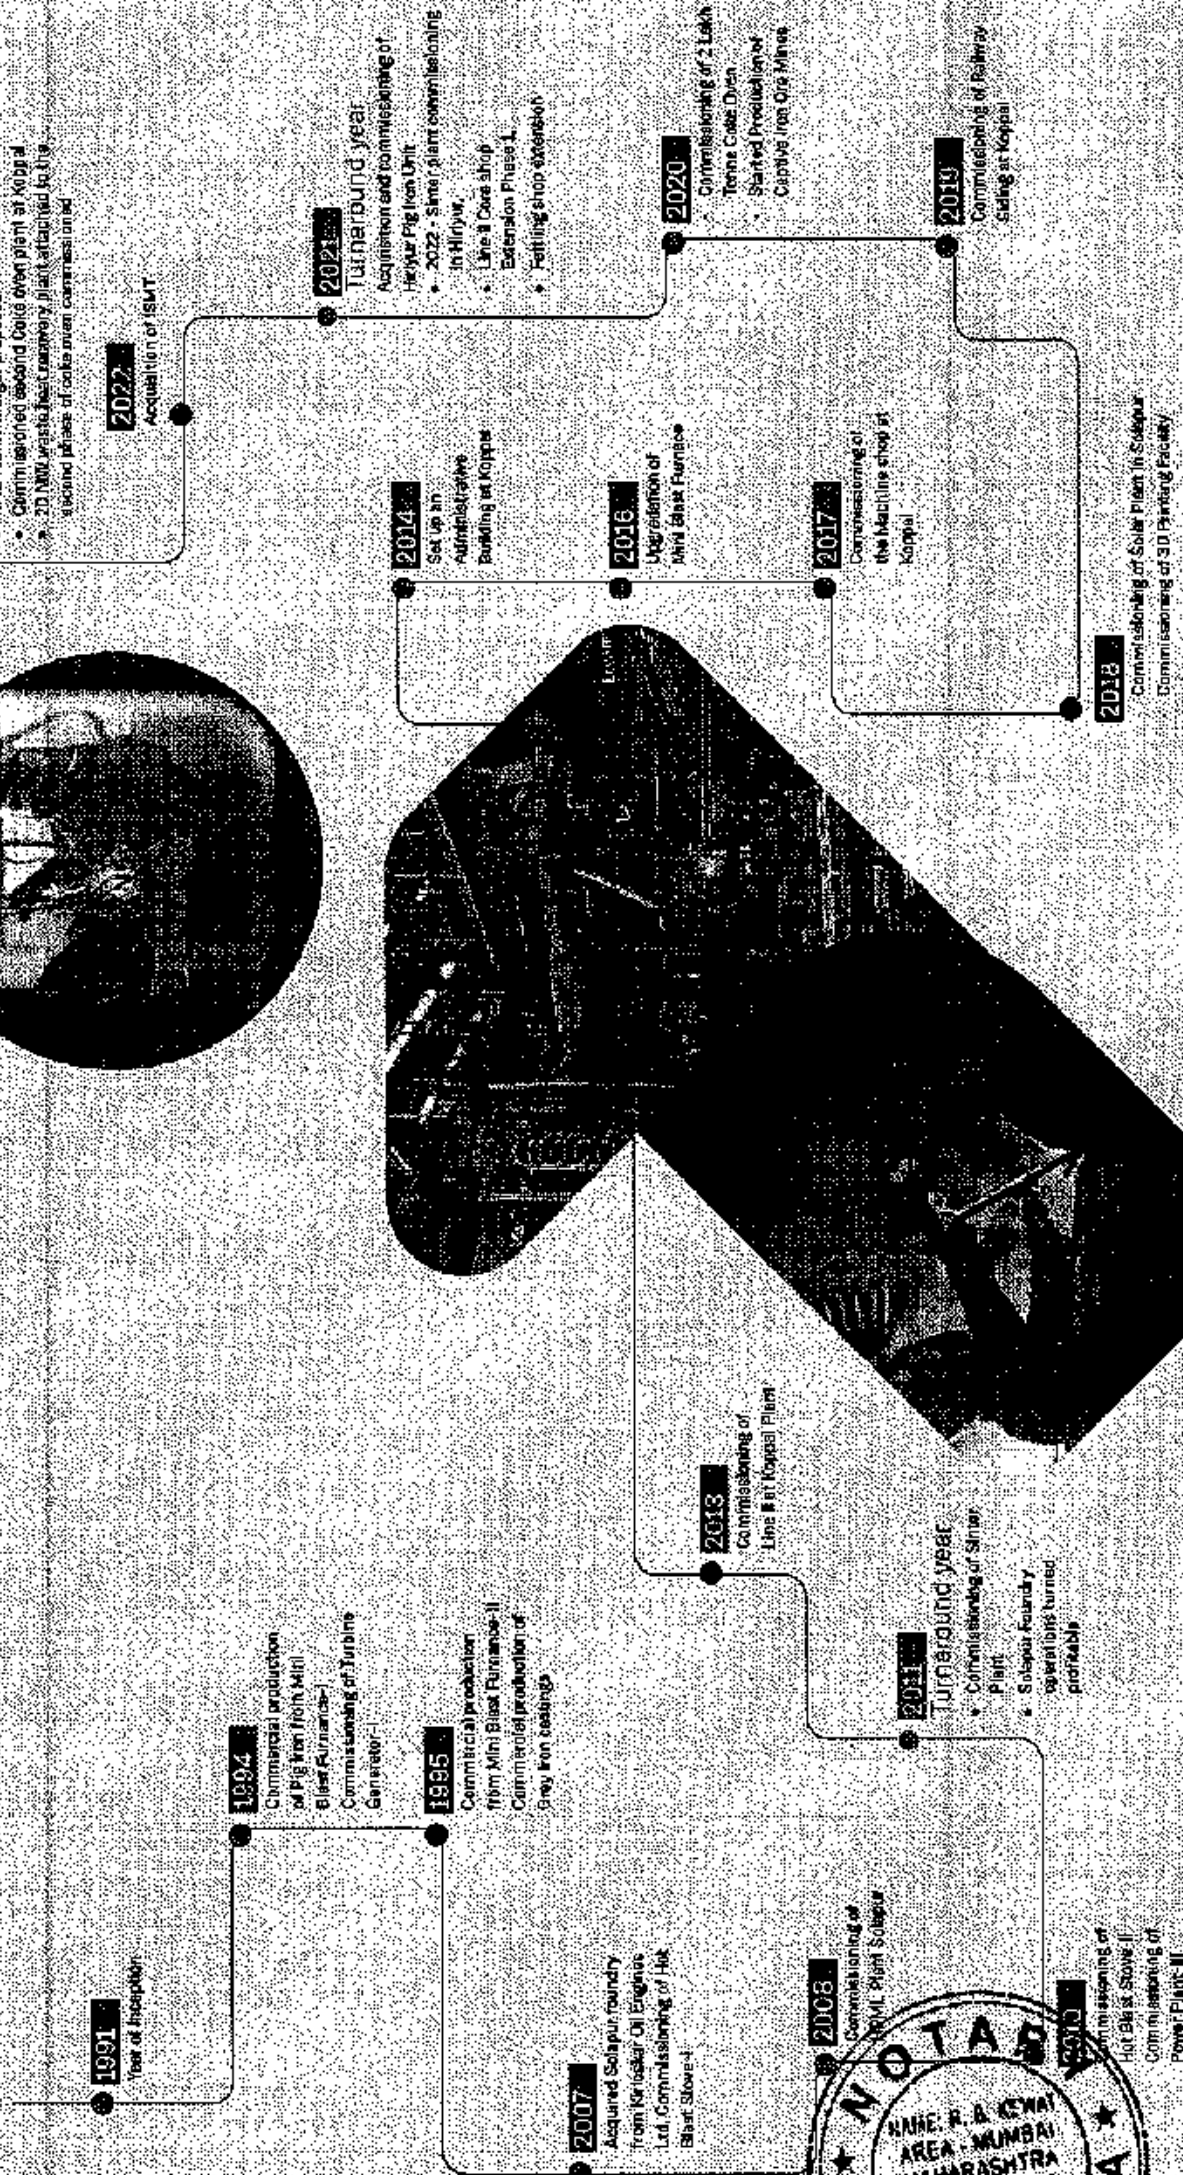 1991
Year of Inception
1994
Commercial production
of Pig Iron from Mini
Blast Furnance-I
Commissioning of Turbine
Generator-I
1995
Commercial production
from Mini Blast Furnance-II
Commercial production of
Grey Iron castings
2007
Acquired Solapur foundry
from Kirloskar Oil Engines
Ltd. Commissioning of Hot
Blast Stove-I
2008
Commissioning of
Plant Solapur
Commissioning of
Hot Blast Stove II
Commissioning of
Power Plant II
2011
Turnaround year
• Commissioning of Sinter
Plant
• Solapur Foundry
operations turned
profitable
2013
Commissioning of
Line II at Koppal Plant
2014
Set up an
Administrative
Building at Koppal
2016
Upgradation of
Mini Blast Furnace
2017
Commissioning of
the Machine shop at
Koppal
2018
Commissioning of Solar Plant in Solapur
Commissioning of 3D Printing Facility
2019
Commissioning of Railway
Siding at Koppal
2020
• Commissioning of 2 Lakh
Tonne Coke Oven
• Started Production of
Captive Iron Ore Mines
2021
Turnaround year
Acquisition and commissioning of
Hiriyur Pig Iron Unit
• 2022 - Sinter plant commissioning
in Hiriyur.
• Line II Core shop
Extension Phase 1.
• Fettling shop extension
2022
Acquisition of ISMT
• Commissioned second Coke oven plant at Koppal
• 20 MW waste heat recovery plant attached to the
second phase of coke oven commissioned
NOTARY
NAME: R. A. KEWAT
AREA - MUMBAI
MAHARASHTRA